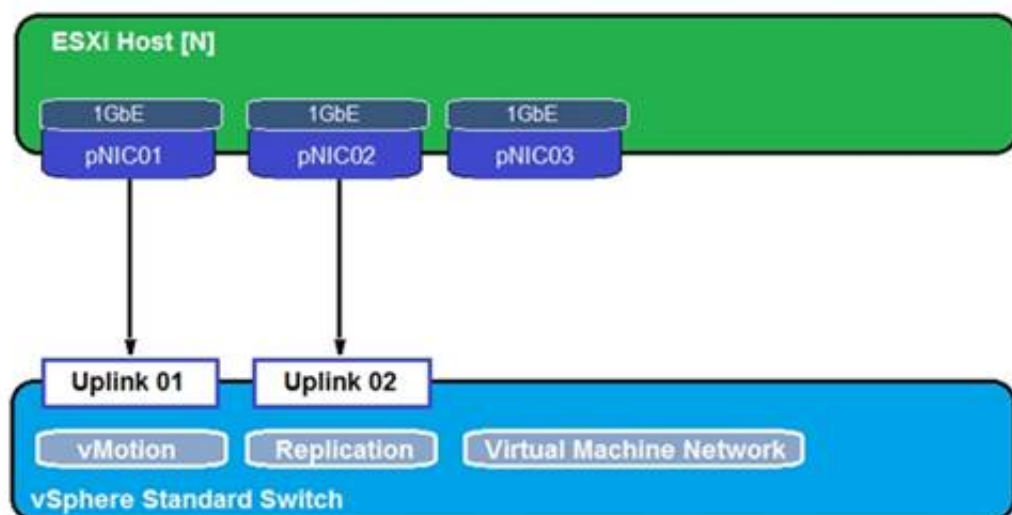 ESXi Host [N]
1GbE 1GbE 1GbE
pNIC01 pNIC02 pNIC03
Uplink 01 Uplink 02
vMotion Replication Virtual Machine Network
vSphere Standard Switch